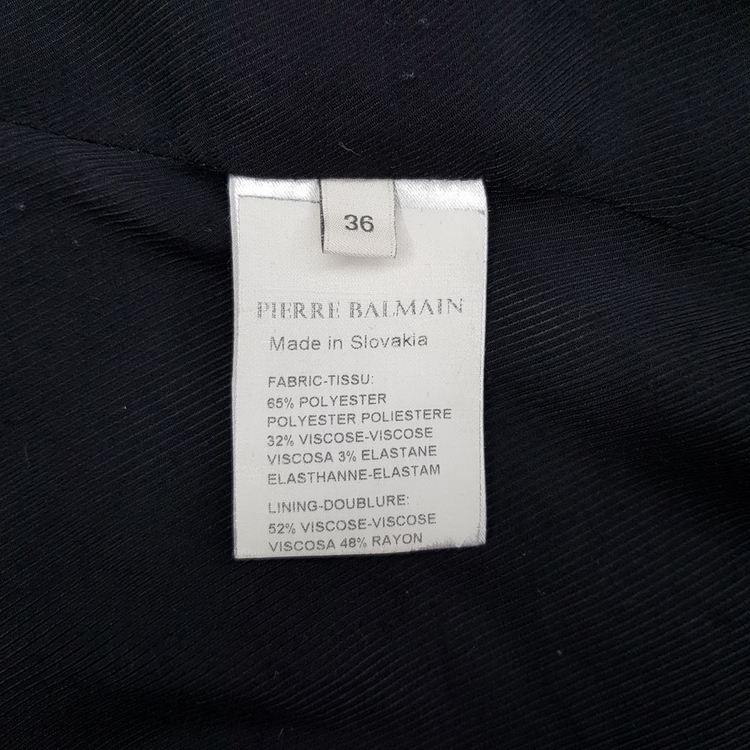 36
PIERRE BALMAIN
Made in Slovakia
FABRIC-TISSU:
65% POLYESTER
POLYESTER POLIESTERE
32% VISCOSE-VISCOSE
VISCOSA 3% ELASTANE
ELASTHANNE-ELASTAM
LINING-DOUBLURE:
52% VISCOSE-VISCOSE
VISCOSA 48% RAYON